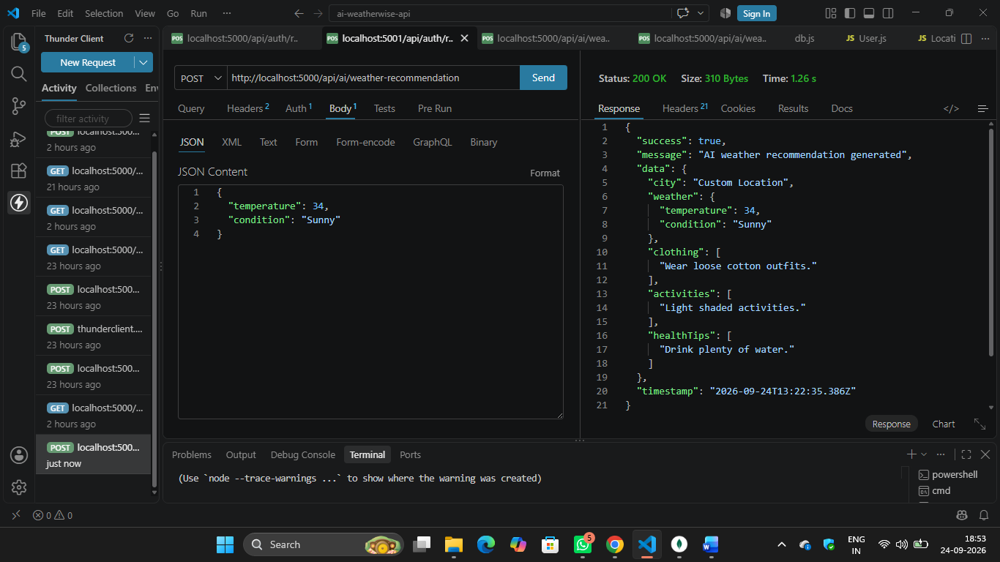 File Edit Selection View Go Run ··· ai-weatherwise-api Sign In
Thunder Client
POS localhost:5000/api/auth/r.. POS localhost:5001/api/auth/r.. POS localhost:5000/api/ai/wea.. POS localhost:5000/api/ai/wea.. db.js JS User.js JS Locati
5
New Request
Activity Collections En
filter activity
POST localhost:500...
2 hours ago
GET localhost:5000/...
21 hours ago
GET localhost:5000/...
2 hours ago
GET localhost:5000/...
23 hours ago
POST localhost:500...
23 hours ago
POST thunderclient....
23 hours ago
POST localhost:500...
23 hours ago
GET localhost:5000/...
2 hours ago
POST localhost:500...
just now
POST http://localhost:5000/api/ai/weather-recommendation Send
Query Headers 2 Auth 1 Body 1 Tests Pre Run
JSON XML Text Form Form-encode GraphQL Binary
JSON Content Format
1 {
2 "temperature": 34,
3 "condition": "Sunny"
4 }
Status: 200 OK Size: 310 Bytes Time: 1.26 s
Response Headers 21 Cookies Results Docs </>
1 {
2 "success": true,
3 "message": "AI weather recommendation generated",
4 "data": {
5 "city": "Custom Location",
6 "weather": {
7 "temperature": 34,
8 "condition": "Sunny"
9 },
10 "clothing": [
11 "Wear loose cotton outfits."
12 ],
13 "activities": [
14 "Light shaded activities."
15 ],
16 "healthTips": [
17 "Drink plenty of water."
18 ]
19 },
20 "timestamp": "2026-09-24T13:22:35.386Z"
21 }
Response Chart
Problems Output Debug Console Terminal Ports
(Use `node --trace-warnings ...` to show where the warning was created)
powershell
cmd
0 0
Search
5
ENG
IN
18:53
24-09-2026